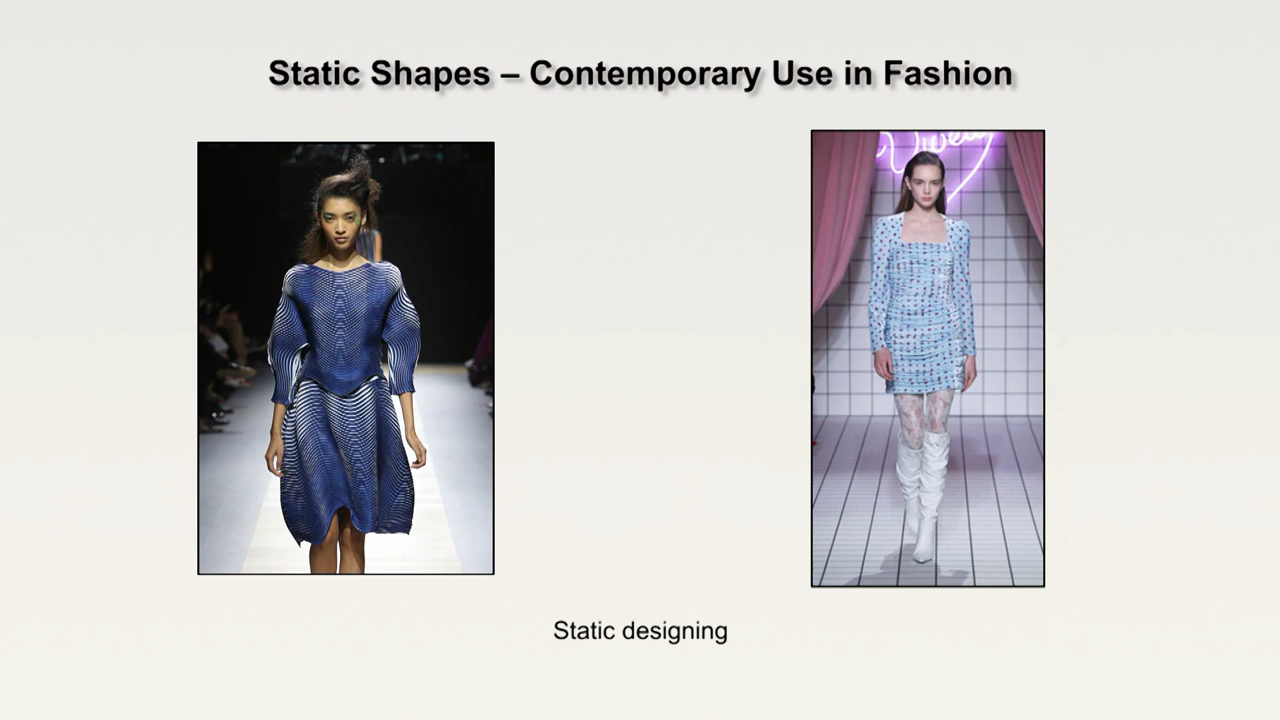 Static Shapes – Contemporary Use in Fashion
Static designing